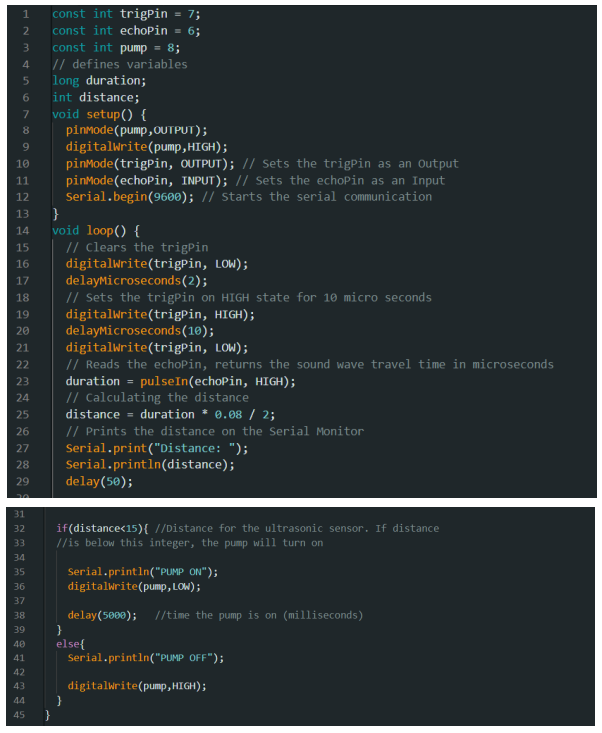 1 const int trigPin = 7;
2 const int echoPin = 6;
3 const int pump = 8;
4 // defines variables
5 long duration;
6 int distance;
7 void setup() {
8 pinMode(pump,OUTPUT);
9 digitalWrite(pump,HIGH);
10 pinMode(trigPin, OUTPUT); // Sets the trigPin as an Output
11 pinMode(echoPin, INPUT); // Sets the echoPin as an Input
12 Serial.begin(9600); // Starts the serial communication
13 }
14 void loop() {
15 // Clears the trigPin
16 digitalWrite(trigPin, LOW);
17 delayMicroseconds(2);
18 // Sets the trigPin on HIGH state for 10 micro seconds
19 digitalWrite(trigPin, HIGH);
20 delayMicroseconds(10);
21 digitalWrite(trigPin, LOW);
22 // Reads the echoPin, returns the sound wave travel time in microseconds
23 duration = pulseIn(echoPin, HIGH);
24 // Calculating the distance
25 distance = duration * 0.08 / 2;
26 // Prints the distance on the Serial Monitor
27 Serial.print("Distance: ");
28 Serial.println(distance);
29 delay(50);
30
31
32 if(distance<15){ //Distance for the ultrasonic sensor. If distance
33 //is below this integer, the pump will turn on
34
35 Serial.println("PUMP ON");
36 digitalWrite(pump,LOW);
37
38 delay(5000); //time the pump is on (milliseconds)
39 }
40 else{
41 Serial.println("PUMP OFF");
42
43 digitalWrite(pump,HIGH);
44 }
45 }